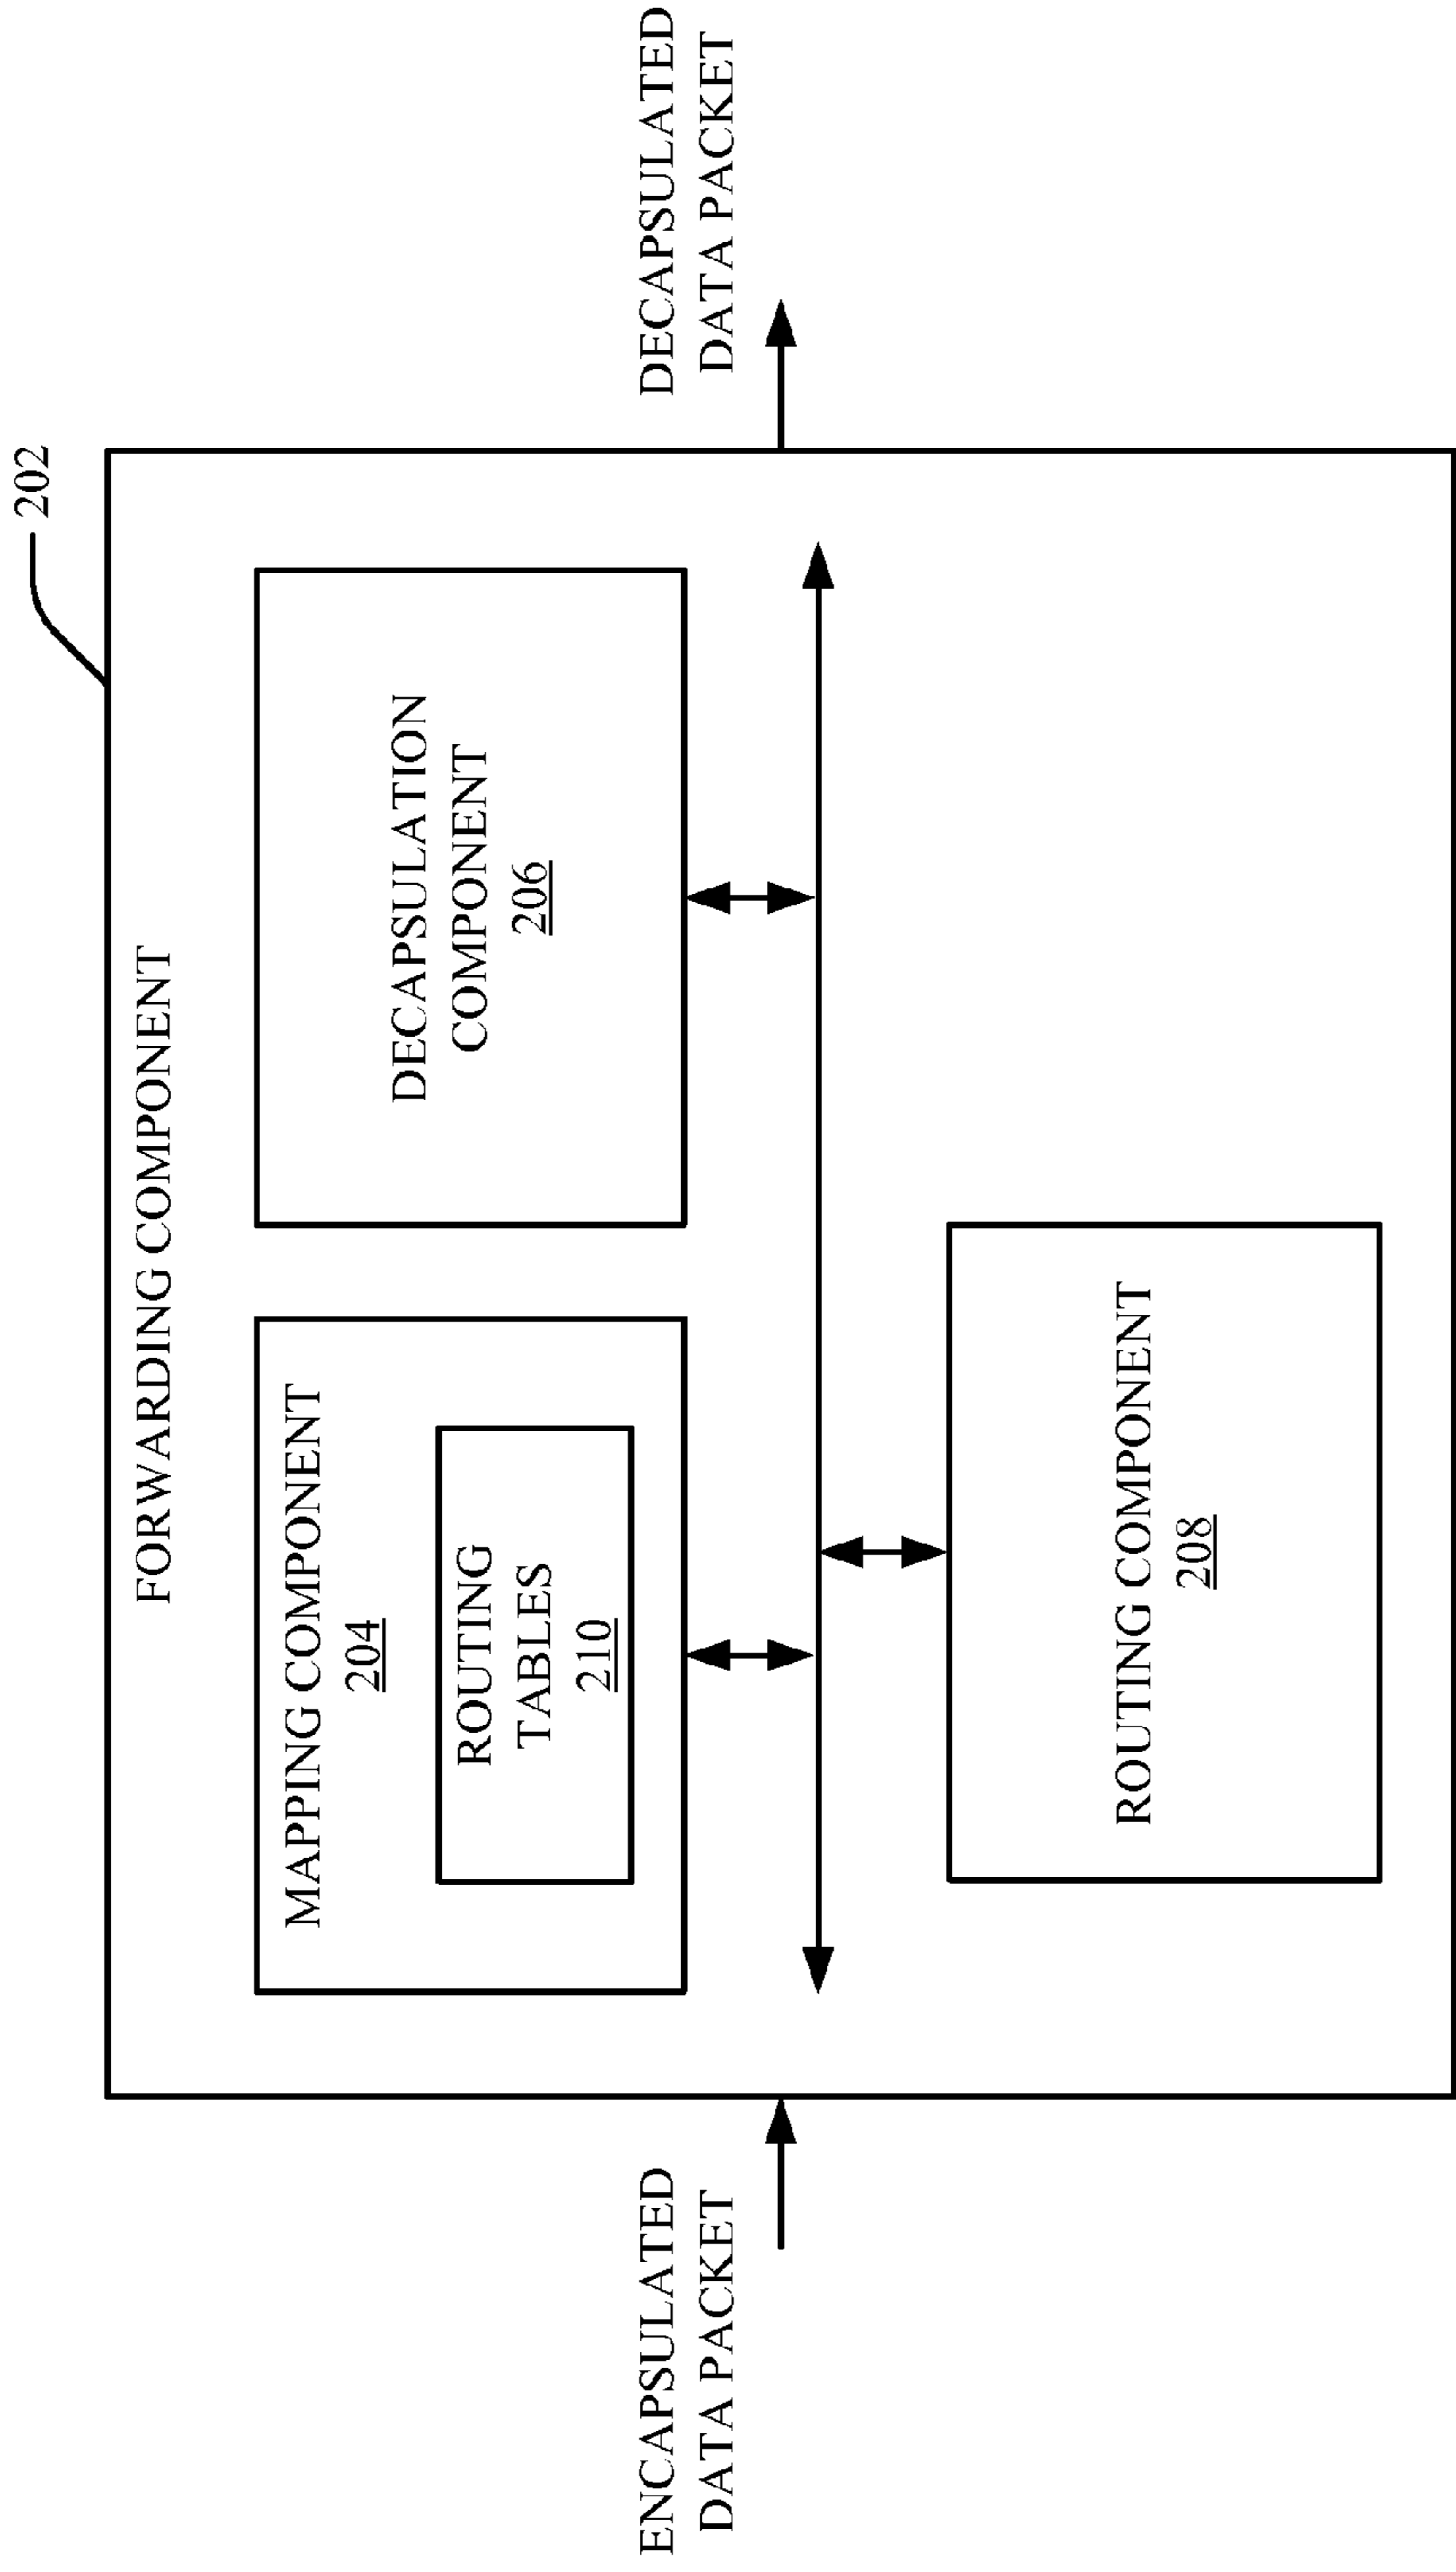 202
FORWARDING COMPONENT
MAPPING COMPONENT
204
ROUTING
TABLES
210
DECAPSULATION
COMPONENT
206
ENCAPSULATED
DATA PACKET
DECAPSULATED
DATA PACKET
ROUTING COMPONENT
208